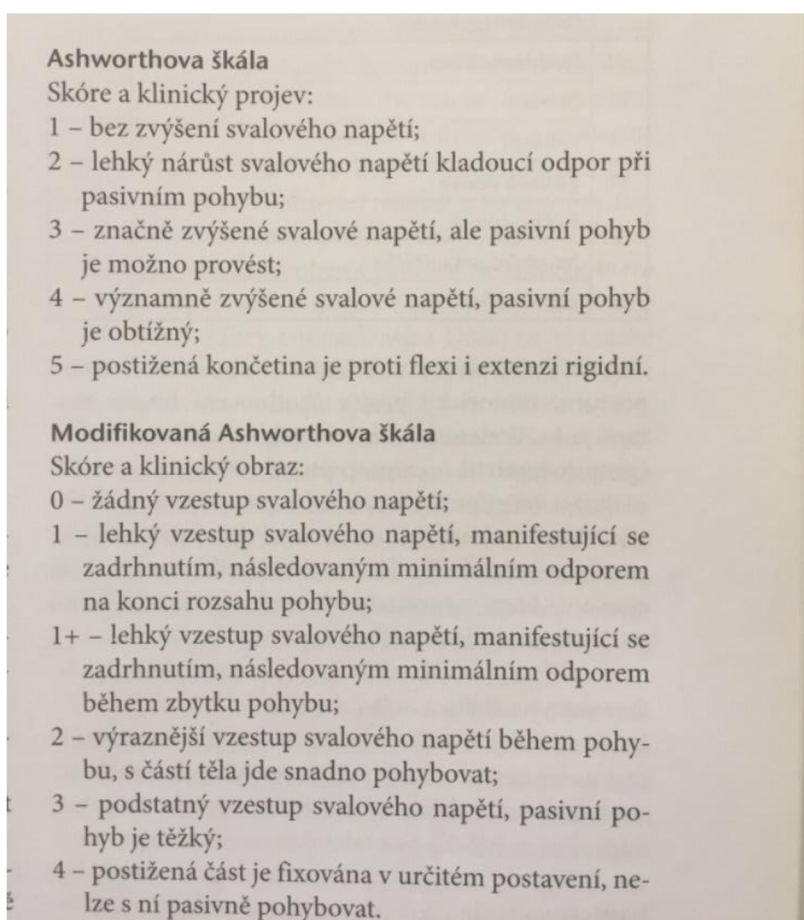 Ashworthova škála
Skóre a klinický projev:
1 – bez zvýšení svalového napětí;
2 – lehký nárůst svalového napětí kladoucí odpor při
pasivním pohybu;
3 – značně zvýšené svalové napětí, ale pasivní pohyb
je možno provést;
4 – významně zvýšené svalové napětí, pasivní pohyb
je obtížný;
5 – postižená končetina je proti flexi i extenzi rigidní.
Modifikovaná Ashworthova škála
Skóre a klinický obraz:
0 – žádný vzestup svalového napětí;
1 – lehký vzestup svalového napětí, manifestující se
zadrhnutím, následovaným minimálním odporem
na konci rozsahu pohybu;
1+ – lehký vzestup svalového napětí, manifestující se
zadrhnutím, následovaným minimálním odporem
během zbytku pohybu;
2 – výraznější vzestup svalového napětí během pohy-
bu, s částí těla jde snadno pohybovat;
3 – podstatný vzestup svalového napětí, pasivní po-
hyb je těžký;
4 – postižená část je fixována v určitém postavení, ne-
lze s ní pasivně pohybovat.